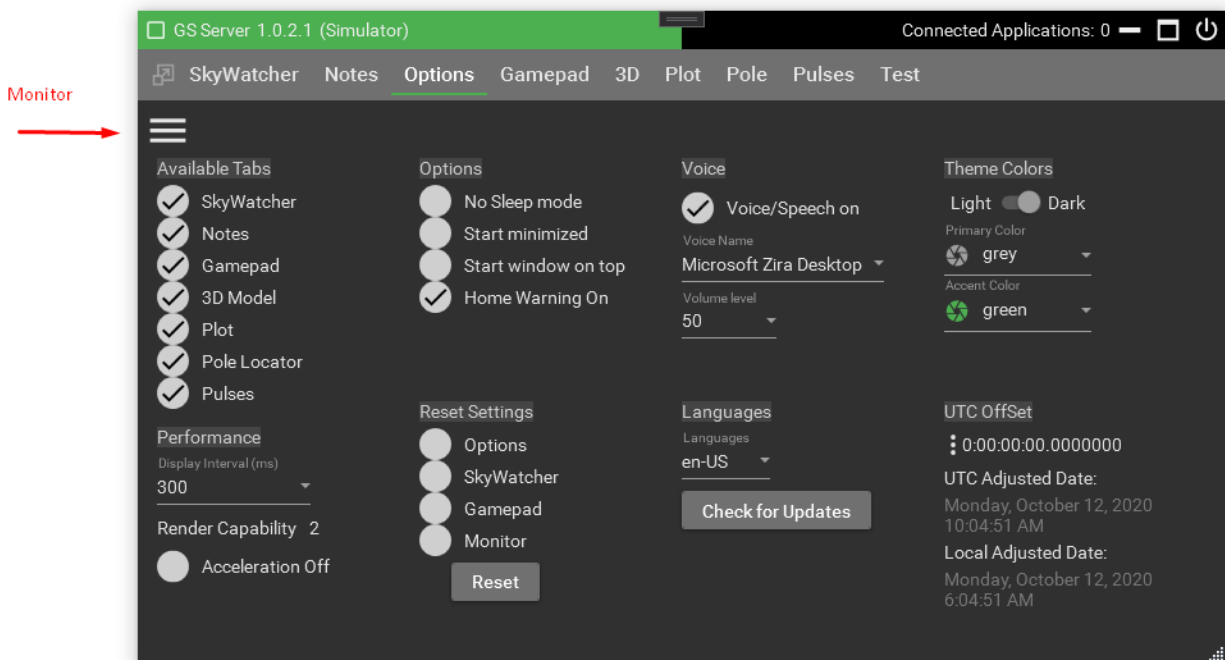 GS Server 1.0.2.1 (Simulator)
Connected Applications: 0
SkyWatcher Notes Options Gamepad 3D Plot Pole Pulses Test
Monitor
Available Tabs
SkyWatcher
Notes
Gamepad
3D Model
Plot
Pole Locator
Pulses
Performance
Display Interval (ms)
300
Render Capability 2
Acceleration Off
Options
No Sleep mode
Start minimized
Start window on top
Home Warning On
Reset Settings
Options
SkyWatcher
Gamepad
Monitor
Reset
Voice
Voice/Speech on
Voice Name
Microsoft Zira Desktop
Volume level
50
Languages
Languages
en-US
Check for Updates
Theme Colors
Light Dark
Primary Color
grey
Accent Color
green
UTC OffSet
0:00:00:00.0000000
UTC Adjusted Date:
Monday, October 12, 2020
10:04:51 AM
Local Adjusted Date:
Monday, October 12, 2020
6:04:51 AM